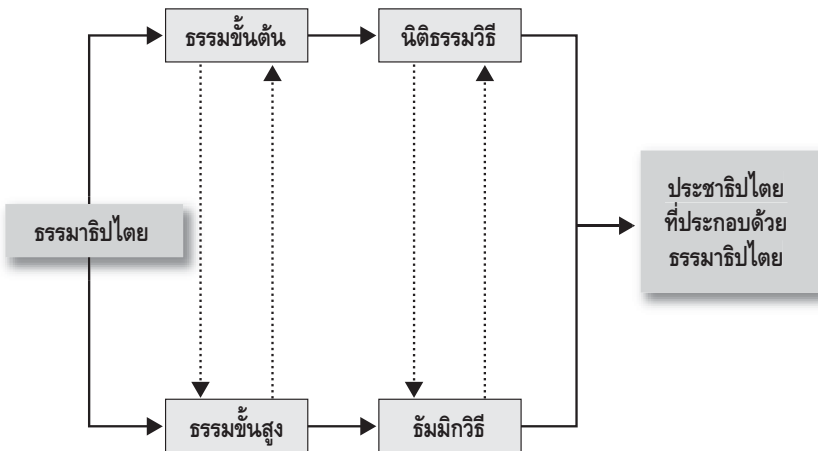 ธรรมขั้นต้น
นิติธรรมวิธี
ธรรมาธิปไตย
ประชาธิปไตย
ที่ประกอบด้วย
ธรรมาธิปไตย
ธรรมขั้นสูง
ธัมมิกวิธี